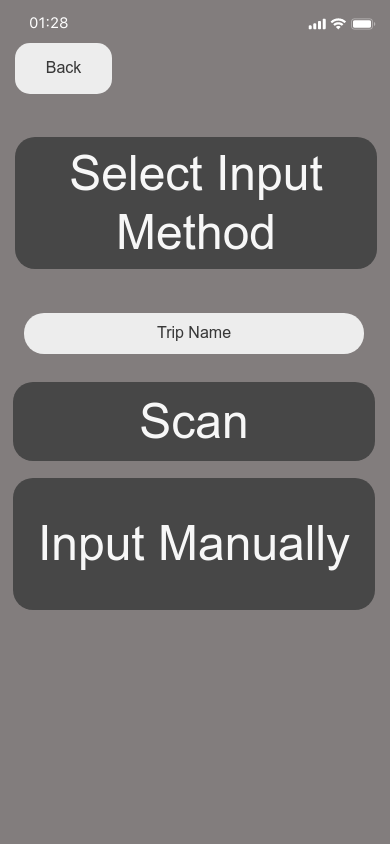 01:28
Back
Select Input
Method
Trip Name
Scan
Input Manually